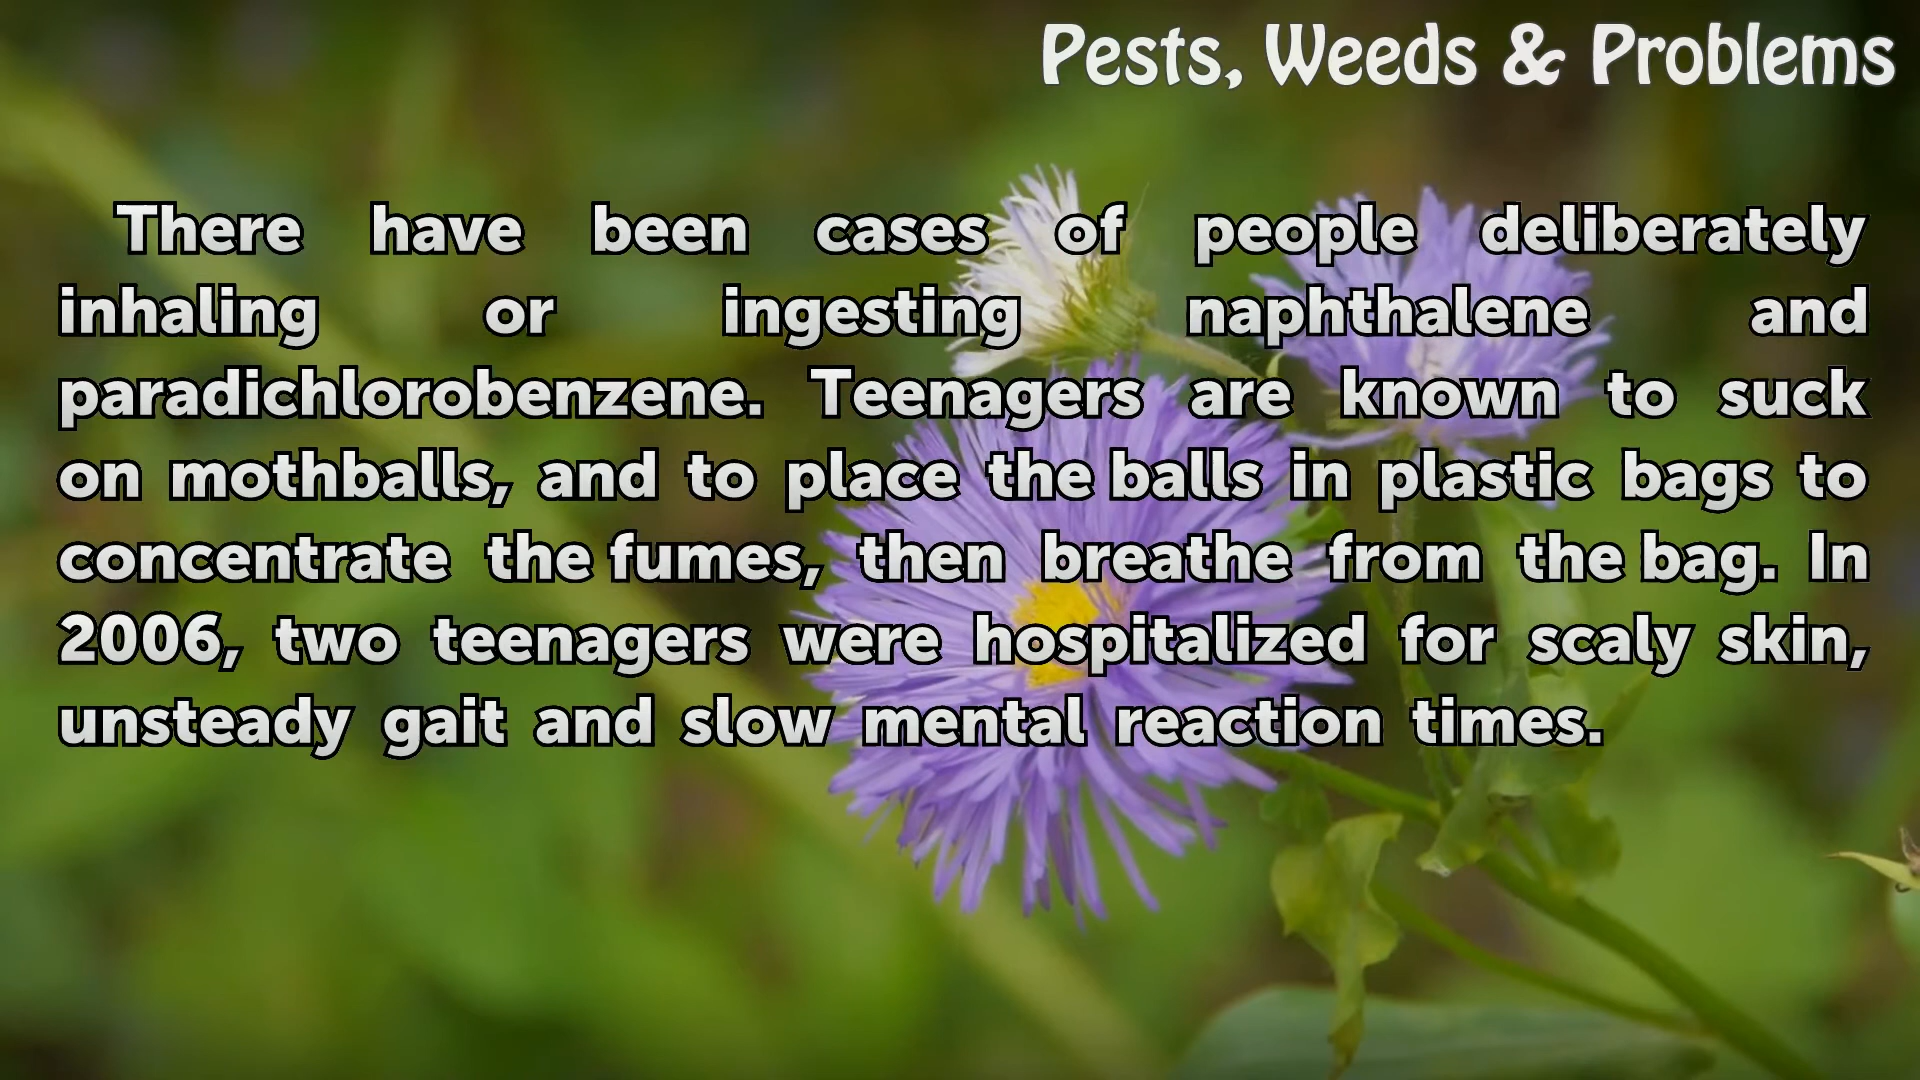 Pests, Weeds & Problems
There have been cases of people deliberately
inhaling or ingesting naphthalene and
paradichlorobenzene. Teenagers are known to suck
on mothballs, and to place the balls in plastic bags to
concentrate the fumes, then breathe from the bag. In
2006, two teenagers were hospitalized for scaly skin,
unsteady gait and slow mental reaction times.